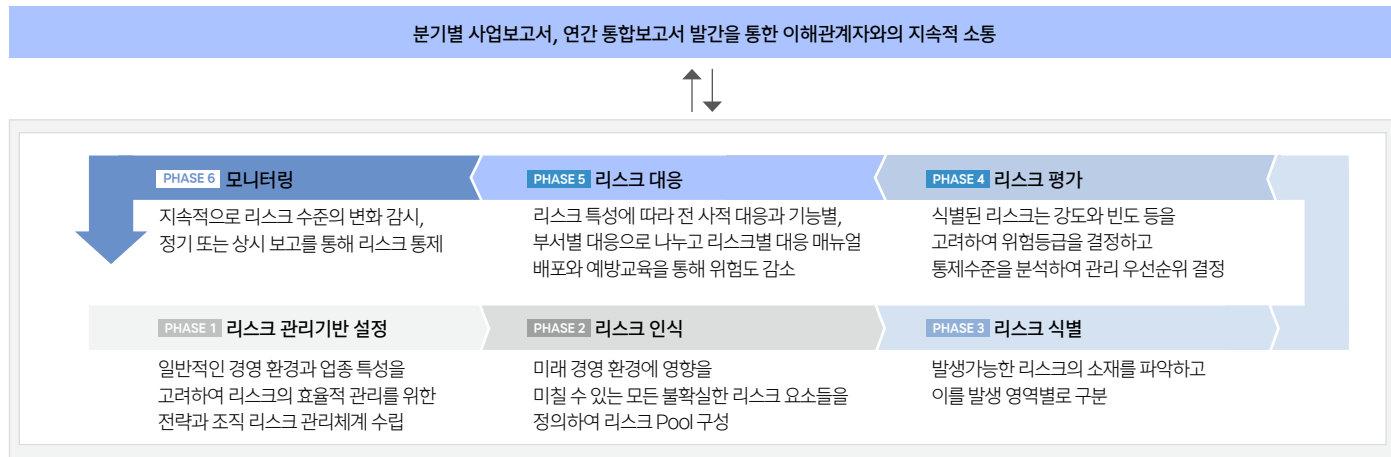 분기별 사업보고서, 연간 통합보고서 발간을 통한 이해관계자와의 지속적 소통
PHASE 6 모니터링
지속적으로 리스크 수준의 변화 감시,
정기 또는 상시 보고를 통해 리스크 통제
PHASE 5 리스크 대응
리스크 특성에 따라 전 사적 대응과 기능별,
부서별 대응으로 나누고 리스크별 대응 매뉴얼
배포와 예방교육을 통해 위험도 감소
PHASE 4 리스크 평가
식별된 리스크는 강도와 빈도 등을
고려하여 위험등급을 결정하고
통제수준을 분석하여 관리 우선순위 결정
PHASE 1 리스크 관리기반 설정
일반적인 경영 환경과 업종 특성을
고려하여 리스크의 효율적 관리를 위한
전략과 조직 리스크 관리체계 수립
PHASE 2 리스크 인식
미래 경영 환경에 영향을
미칠 수 있는 모든 불확실한 리스크 요소들을
정의하여 리스크 Pool 구성
PHASE 3 리스크 식별
발생가능한 리스크의 소재를 파악하고
이를 발생 영역별로 구분